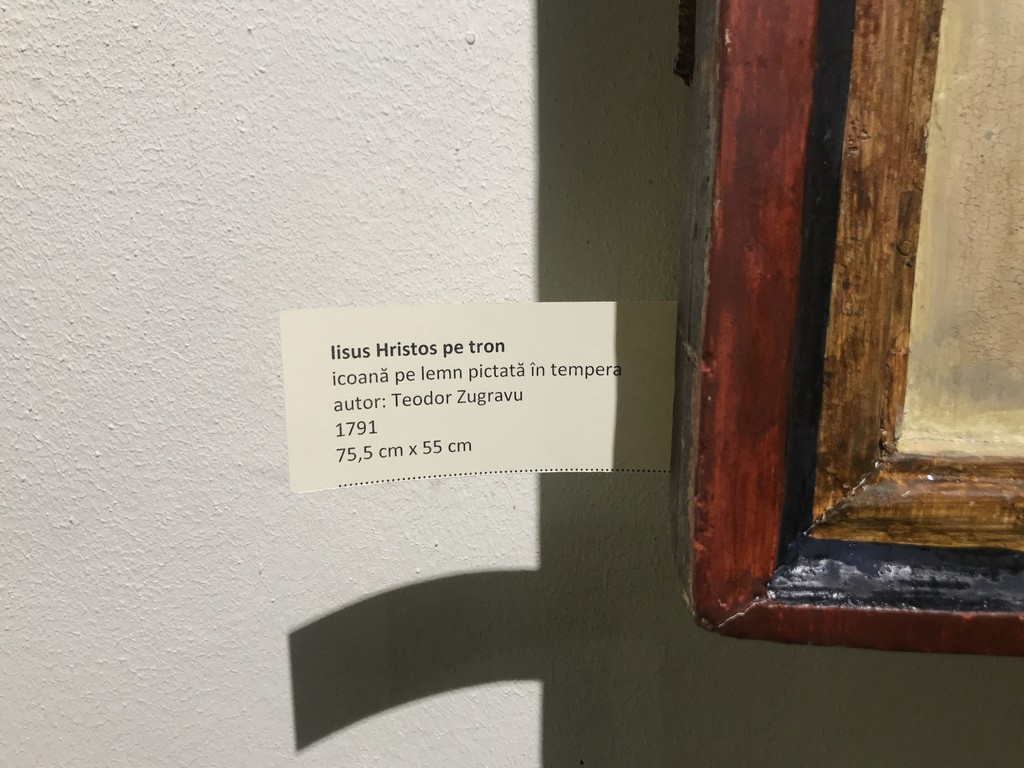 Iisus Hristos pe tron
icoană pe lemn pictată în tempera
autor: Teodor Zugravu
1791
75,5 cm x 55 cm